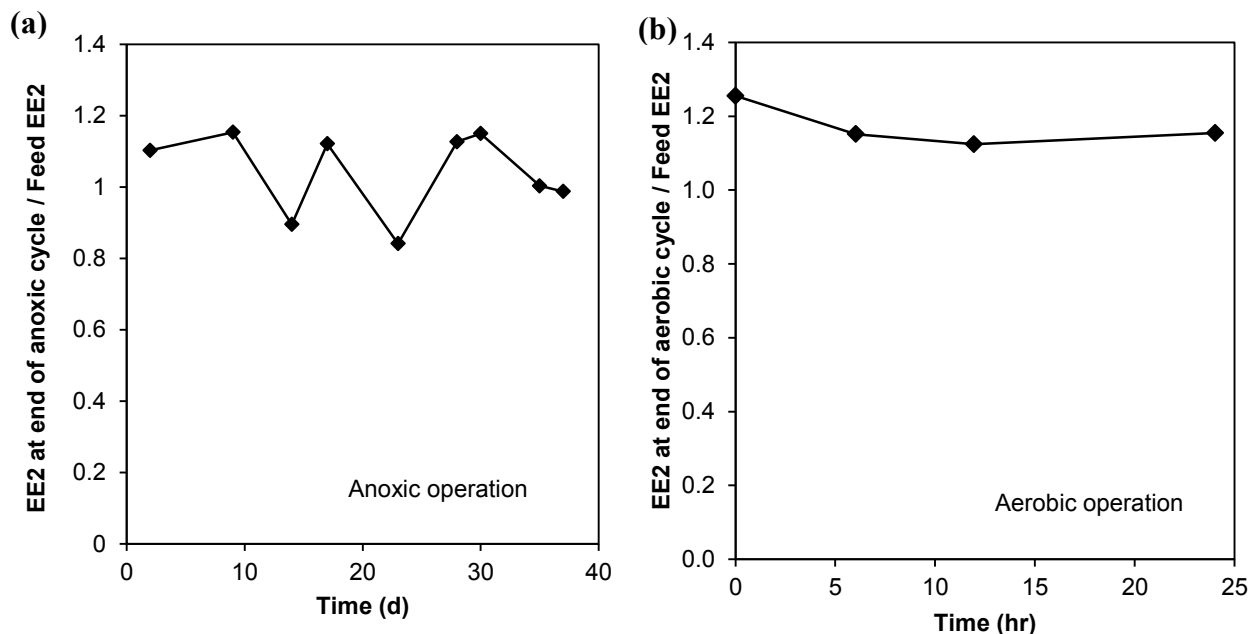 (a)
EE2 at end of anoxic cycle / Feed EE2
1.4
1.2
1
0.8
0.6
0.4
0.2
0
Anoxic operation
0 10 20 30 40
Time (d)
(b)
EE2 at end of aerobic cycle / Feed EE2
1.4
1.2
1.0
0.8
0.6
0.4
0.2
0.0
Aerobic operation
0 5 10 15 20 25
Time (hr)